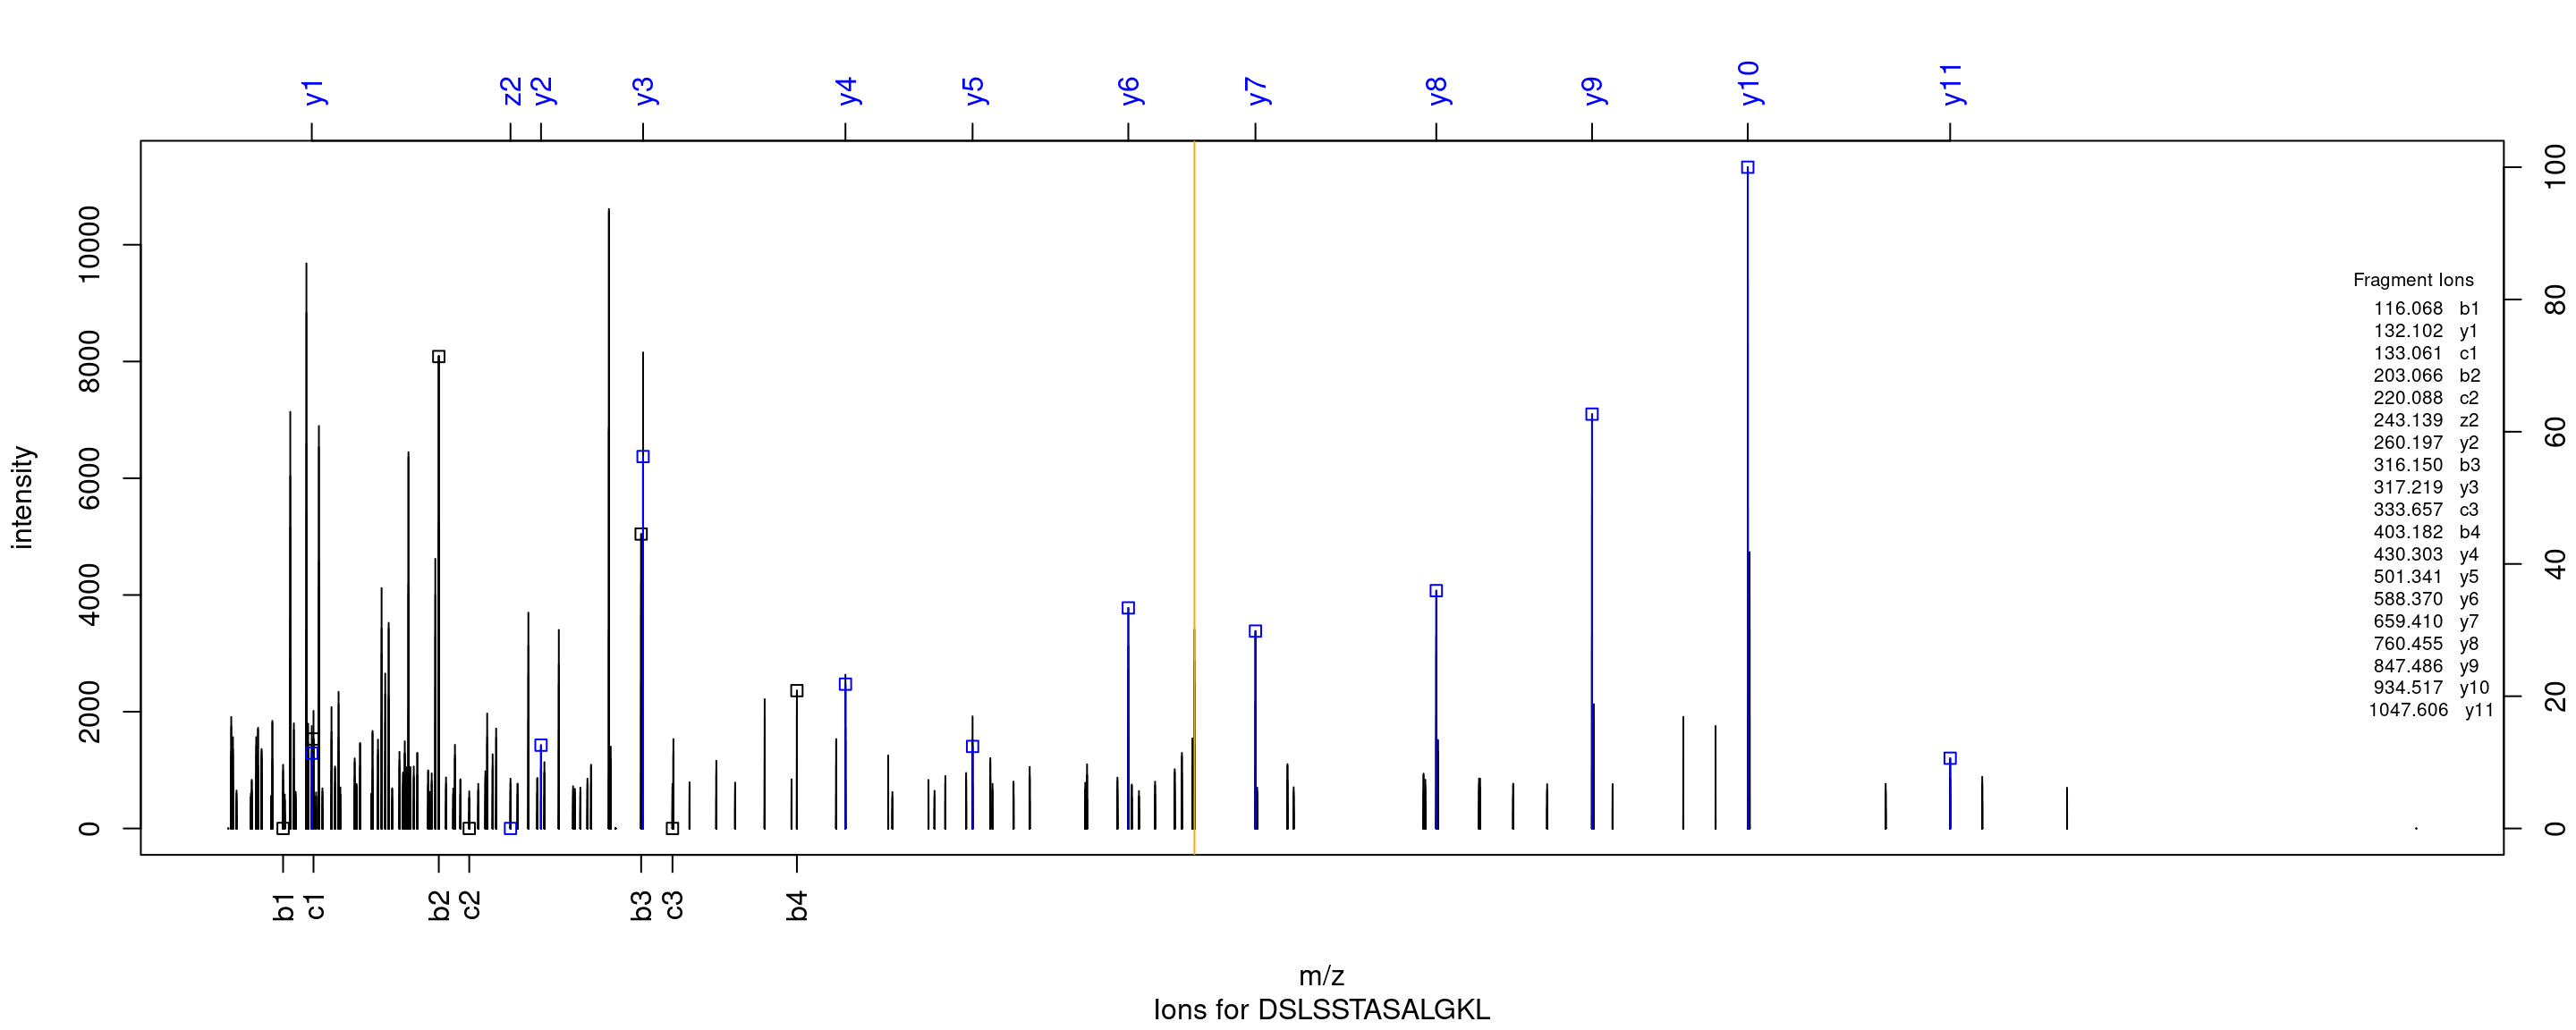 y1 z2 y2 y3 y4 y5 y6 y7 y8 y9 y10 y11
intensity
0 2000 4000 6000 8000 10000
0 20 40 60 80 100
Fragment Ions
116.068 b1
132.102 y1
133.061 c1
203.066 b2
220.088 c2
243.139 z2
260.197 y2
316.150 b3
317.219 y3
333.657 c3
403.182 b4
430.303 y4
501.341 y5
588.370 y6
659.410 y7
760.455 y8
847.486 y9
934.517 y10
1047.606 y11
b1 c1 b2 c2 b3 c3 b4
m/z
Ions for DSLSSTASALGKL